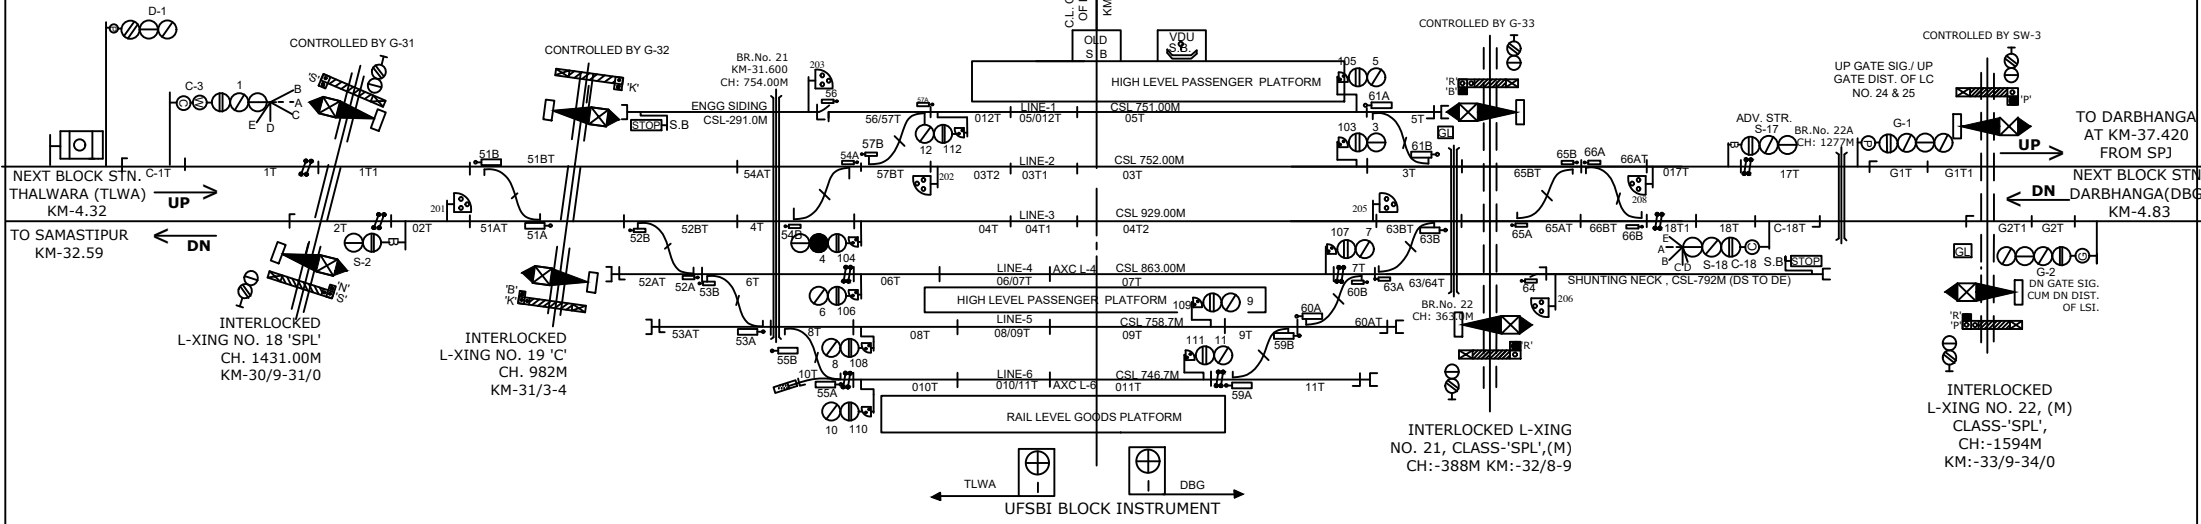 D-1
CONTROLLED BY G-31
'S'
C-3
1
C
W
B
A
C
D
E
NEXT BLOCK STN.
THALWARA (TLWA)
KM-4.32
UP
C-1T
1T
1T1
TO SAMASTIPUR
KM-32.59
DN
2T
02T
S-2
'N'
'S'
INTERLOCKED
L-XING NO. 18 'SPL'
CH. 1431.00M
KM-30/9-31/0
CONTROLLED BY G-32
'K'
STOP
S.B
51B
51BT
201
51AT
51A
52B
52BT
'B'
'K'
52AT
52A
53B
6T
53AT
53A
INTERLOCKED
L-XING NO. 19 'C'
CH. 982M
KM-31/3-4
BR.No. 21
KM-31.600
CH: 754.00M
ENGG SIDING
CSL-291.0M
203
56
56/57T
57A
57B
54A
54AT
57BT
12
112
202
4T
4
104
6
106
8T
55B
8
108
10T
55A
10
110
C.L.
KM
OLD
S B
VDU
S.B.
HIGH LEVEL PASSENGER PLATFORM
012T
LINE-1
05/012T
CSL 751.00M
05T
LINE-2
CSL 752.00M
03T2
03T1
03T
LINE-3
CSL 929.00M
04T
04T1
04T2
LINE-4
AXC L-4
CSL 863.00M
06T
06/07T
07T
HIGH LEVEL PASSENGER PLATFORM
LINE-5
CSL 758.7M
08T
08/09T
09T
LINE-6
AXC L-6
CSL 746.7M
010T
010/11T
011T
RAIL LEVEL GOODS PLATFORM
TLWA
DBG
UFSBI BLOCK INSTRUMENT
105
5
61A
5T
103
3
61B
GL
3T
205
107
7
63BT
63B
7T
60B
63A
63/64T
109
9
60A
60AT
9T
59B
111
11
59A
11T
CONTROLLED BY G-33
'R'
'B'
BR.No. 22
CH: 363.0M
'R'
INTERLOCKED L-XING
NO. 21, CLASS-'SPL',(M)
CH:-388M KM:-32/8-9
65B
66A
66AT
65BT
208
017T
65A
65AT
66BT
66B
18T1
18T
C-18T
E
A
B
C'D
S-18
C-18
C
S.B
STOP
SHUNTING NECK , CSL-792M (DS TO DE)
64
206
ADV. STR.
S-17
17T
BR.No. 22A
CH: 1277M
UP GATE SIG./ UP
GATE DIST. OF LC
NO. 24 & 25
G-1
G1T
G1T1
CONTROLLED BY SW-3
'P'
TO DARBHANGA
AT KM-37.420
FROM SPJ
UP
DN
NEXT BLOCK STN
DARBHANGA(DBG
KM-4.83
G2T1
G2T
GL
G
G-2
DN GATE SIG.
CUM DN DIST.
OF LSI.
'R'
'P'
INTERLOCKED
L-XING NO. 22, (M)
CLASS-'SPL',
CH:-1594M
KM:-33/9-34/0